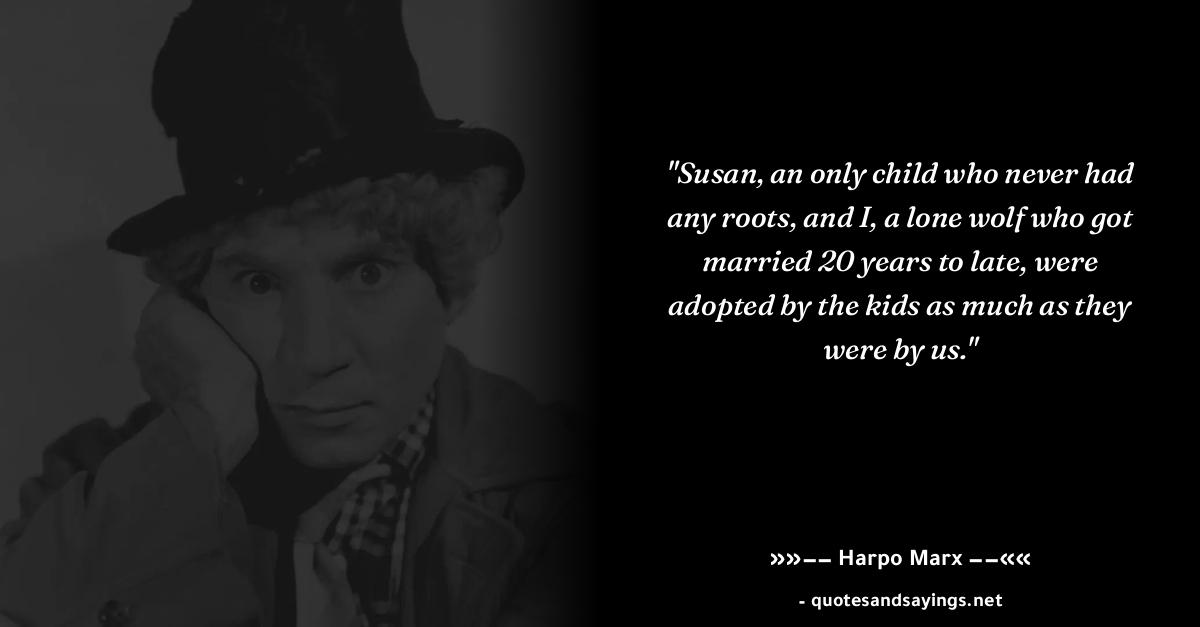 "Susan, an only child who never had
any roots, and I, a lone wolf who got
married 20 years to late, were
adopted by the kids as much as they
were by us."
»»−− Harpo Marx −−««
- quotesandsayings.net